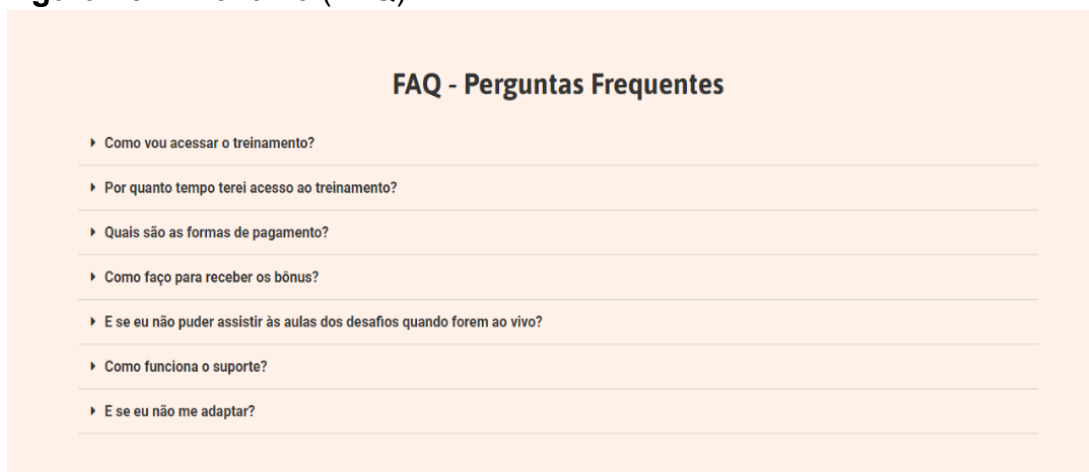 FAQ - Perguntas Frequentes
Como vou acessar o treinamento?
Por quanto tempo terei acesso ao treinamento?
Quais são as formas de pagamento?
Como faço para receber os bônus?
E se eu não puder assistir às aulas dos desafios quando forem ao vivo?
Como funciona o suporte?
E se eu não me adaptar?